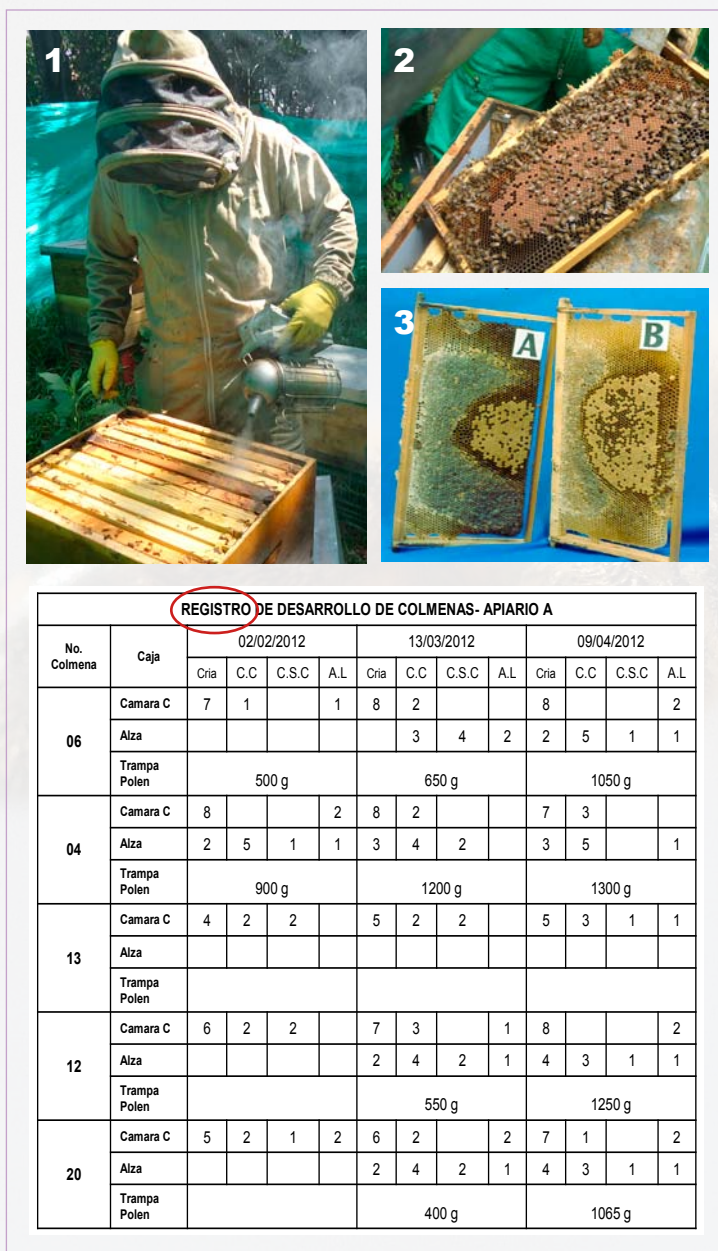 1
2
3
A
B
REGISTRO DE DESARROLLO DE COLMENAS- APIARIO A
No. Colmena Caja 02/02/2012 13/03/2012 09/04/2012
Cria C.C C.S.C A.L Cria C.C C.S.C A.L Cria C.C C.S.C A.L
06
Camara C 7 1 1 8 2 8 2
Alza 3 4 2 2 5 1 1
Trampa Polen 500 g 650 g 1050 g
04
Camara C 8 2 8 2 7 3
Alza 2 5 1 1 3 4 2 3 5 1
Trampa Polen 900 g 1200 g 1300 g
13
Camara C 4 2 2 5 2 2 5 3 1 1
Alza
Trampa Polen
12
Camara C 6 2 2 7 3 1 8 2
Alza 2 4 2 1 4 3 1 1
Trampa Polen 550 g 1250 g
20
Camara C 5 2 1 2 6 2 2 7 1 2
Alza 2 4 2 1 4 3 1 1
Trampa Polen 400 g 1065 g